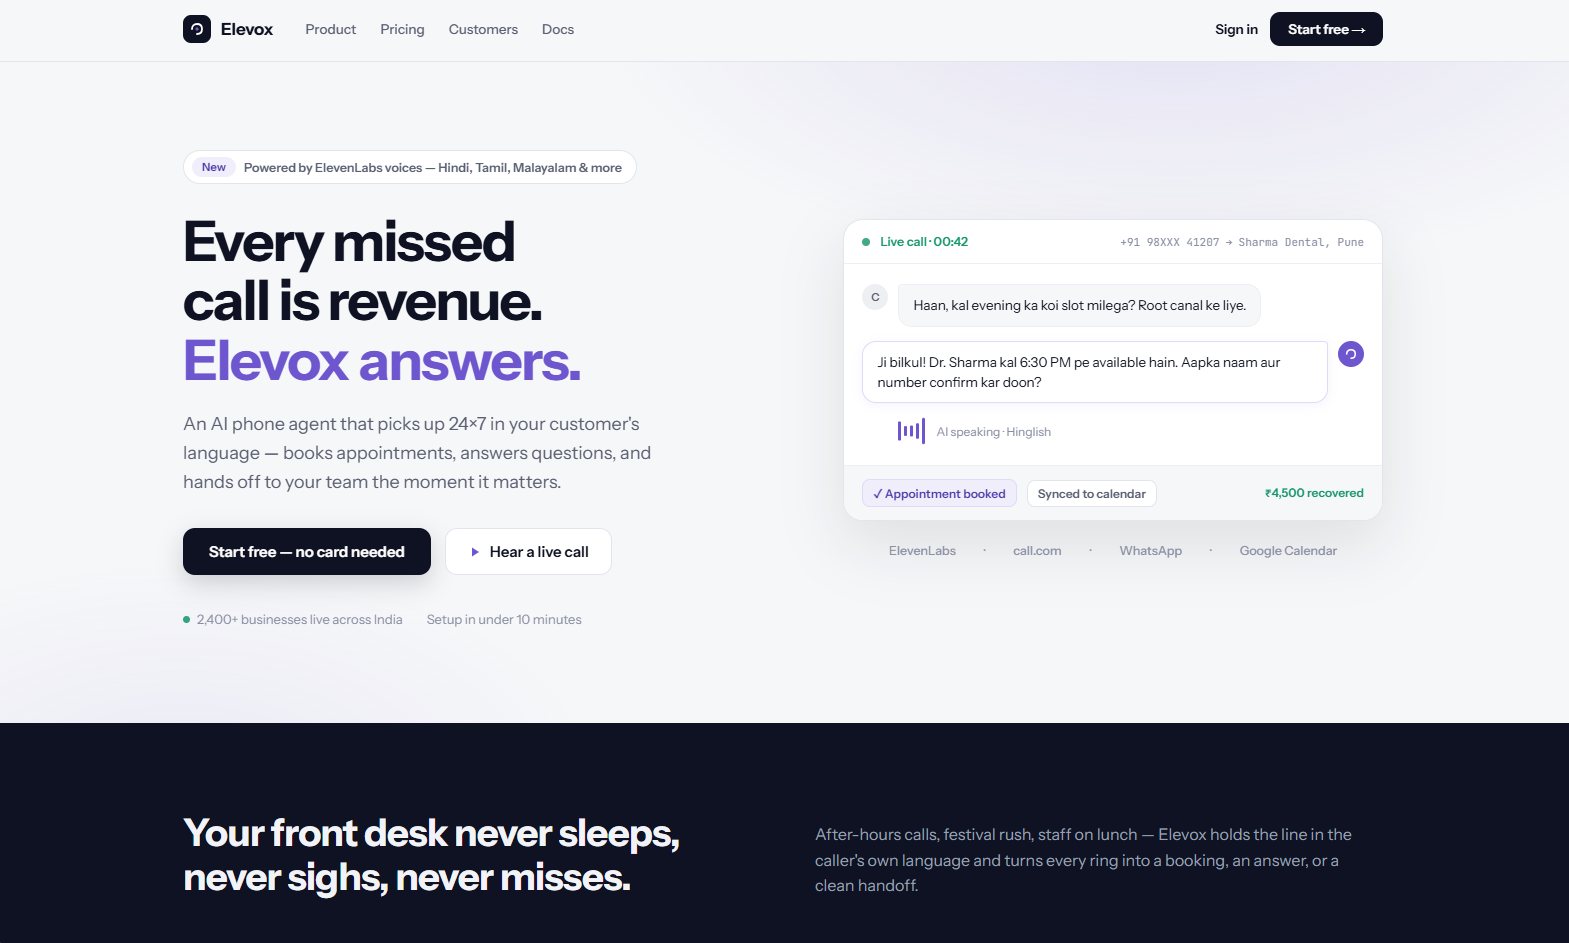 Elevox
Product
Pricing
Customers
Docs
Sign in
Start free →
New
Powered by ElevenLabs voices — Hindi, Tamil, Malayalam & more
Every missed
call is revenue.
Elevox answers.
An AI phone agent that picks up 24×7 in your customer's
language — books appointments, answers questions, and
hands off to your team the moment it matters.
Start free — no card needed
Hear a live call
2,400+ businesses live across India
Setup in under 10 minutes
Live call · 00:42
+91 98XXX 41207 → Sharma Dental, Pune
C
Haan, kal evening ka koi slot milega? Root canal ke liye.
Ji bilkul! Dr. Sharma kal 6:30 PM pe available hain. Aapka naam aur
number confirm kar doon?
AI speaking · Hinglish
✓ Appointment booked
Synced to calendar
₹4,500 recovered
ElevenLabs · call.com · WhatsApp · Google Calendar
Your front desk never sleeps,
never sighs, never misses.
After-hours calls, festival rush, staff on lunch — Elevox holds the line in the
caller's own language and turns every ring into a booking, an answer, or a
clean handoff.